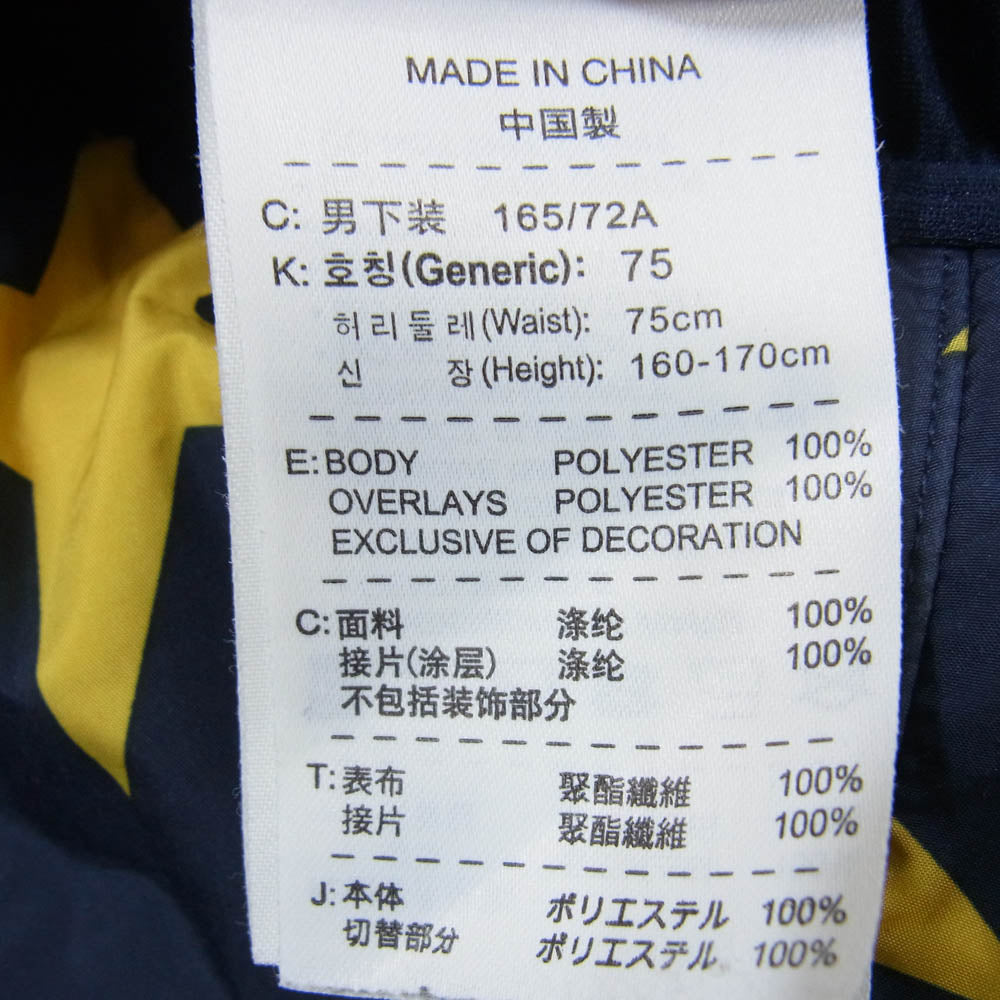 MADE IN CHINA
中国製
C: 男下装 165/72A
K: 호칭(Generic): 75
허리둘레(Waist): 75cm
신 장(Height): 160-170cm
E: BODY POLYESTER 100%
OVERLAYS POLYESTER 100%
EXCLUSIVE OF DECORATION
C: 面料 涤纶 100%
接片(涂层) 涤纶 100%
不包括装饰部分
T: 表布 聚酯纖維 100%
接片 聚酯纖維 100%
J: 本体 ポリエステル 100%
切替部分 ポリエステル 100%